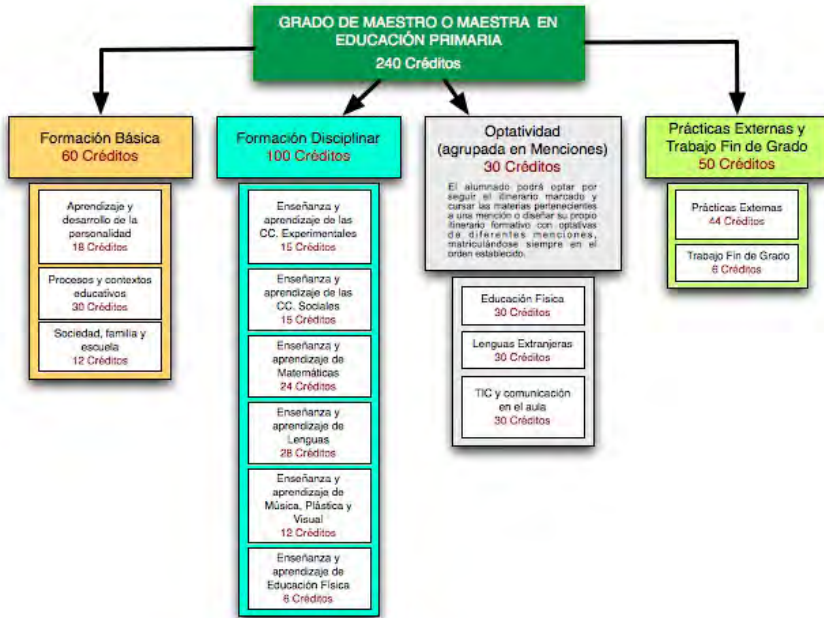 GRADO DE MAESTRO O MAESTRA EN
EDUCACIÓN PRIMARIA
240 Créditos
Formación Básica
60 Créditos
Aprendizaje y
desarrollo de la
personalidad
18 Créditos
Procesos y contextos
educativos
30 Créditos
Sociedad, familia y
escuela
12 Créditos
Formación Disciplinar
100 Créditos
Enseñanza y
aprendizaje de las
CC. Experimentales
15 Créditos
Enseñanza y
aprendizaje de las
CC. Sociales
15 Créditos
Enseñanza y
aprendizaje de
Matemáticas
24 Créditos
Enseñanza y
aprendizaje de
Lenguas
28 Créditos
Enseñanza y
aprendizaje de
Música, Plástica y
Visual
12 Créditos
Enseñanza y
aprendizaje de
Educación Física
6 Créditos
Optatividad
(agrupada en Menciones)
30 Créditos
El alumnado podrá optar por
seguir el itinerario marcado y
cursar las materias pertenecientes
a una mención o diseñar su propio
itinerario formativo con optativas
de diferentes menciones,
matriculándose siempre en el
orden establecido.
Educación Física
30 Créditos
Lenguas Extranjeras
30 Créditos
TIC y comunicación
en el aula
30 Créditos
Prácticas Externas y
Trabajo Fin de Grado
50 Créditos
Prácticas Externas
44 Créditos
Trabajo Fin de Grado
6 Créditos